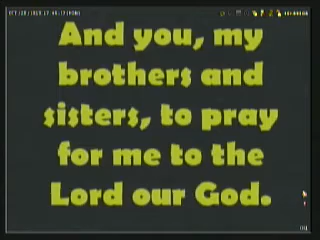 And you, my
brothers and
sisters, to pray
for me to the
Lord our God.